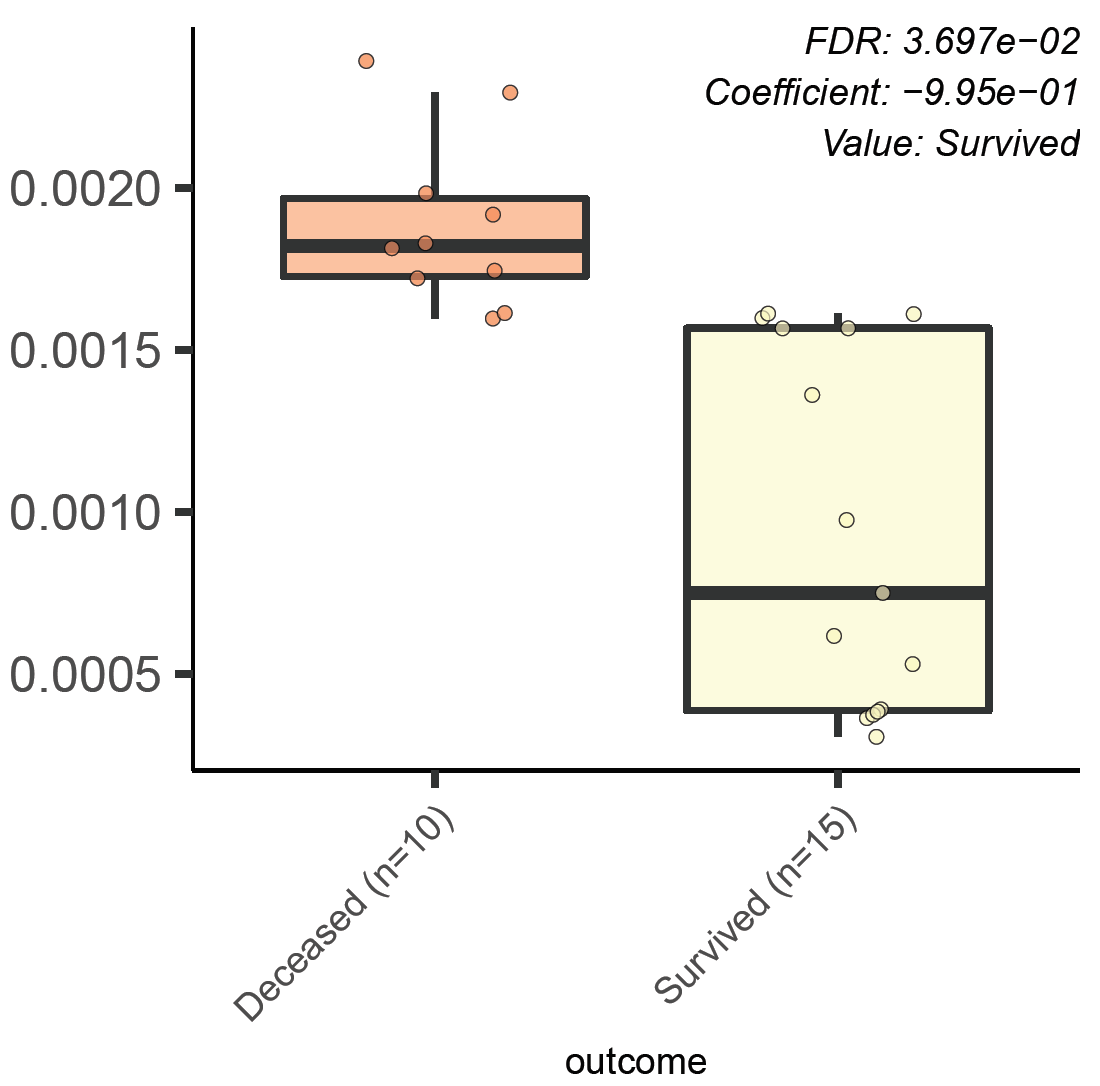 FDR: 3.697e−02
Coefficient: −9.95e−01
Value: Survived
0.0020
0.0015
0.0010
0.0005
Deceased (n=10)
Survived (n=15)
outcome